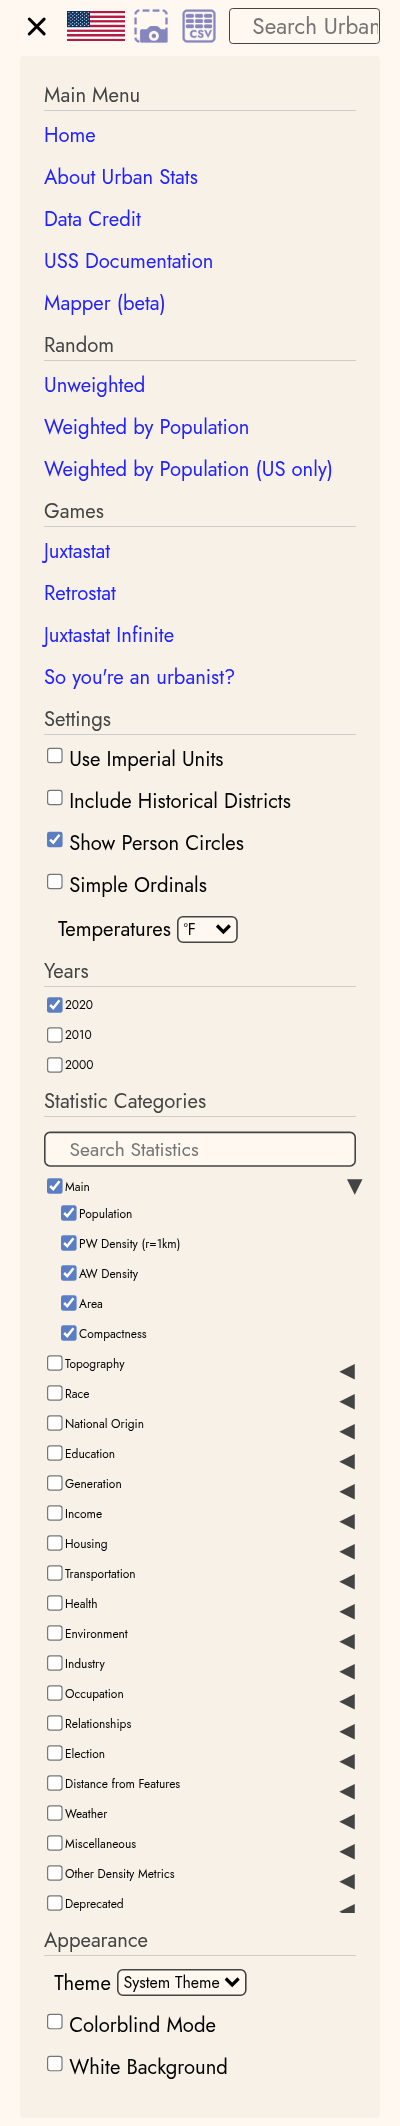 CSV
Search Urban
Main Menu
Home
About Urban Stats
Data Credit
USS Documentation
Mapper (beta)
Random
Unweighted
Weighted by Population
Weighted by Population (US only)
Games
Juxtastat
Retrostat
Juxtastat Infinite
So you're an urbanist?
Settings
Use Imperial Units
Include Historical Districts
Show Person Circles
Simple Ordinals
Temperatures °F
Years
2020
2010
2000
Statistic Categories
Search Statistics
Main
Population
PW Density (r=1km)
AW Density
Area
Compactness
Topography
Race
National Origin
Education
Generation
Income
Housing
Transportation
Health
Environment
Industry
Occupation
Relationships
Election
Distance from Features
Weather
Miscellaneous
Other Density Metrics
Deprecated
Appearance
Theme System Theme
Colorblind Mode
White Background